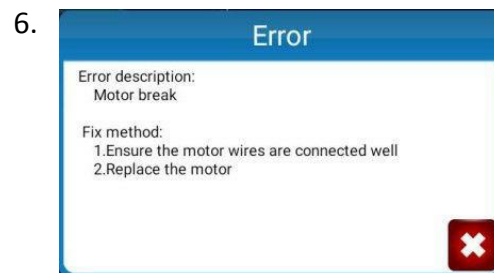 6.
Error
Error description:
Motor break
Fix method:
1.Ensure the motor wires are connected well
2.Replace the motor